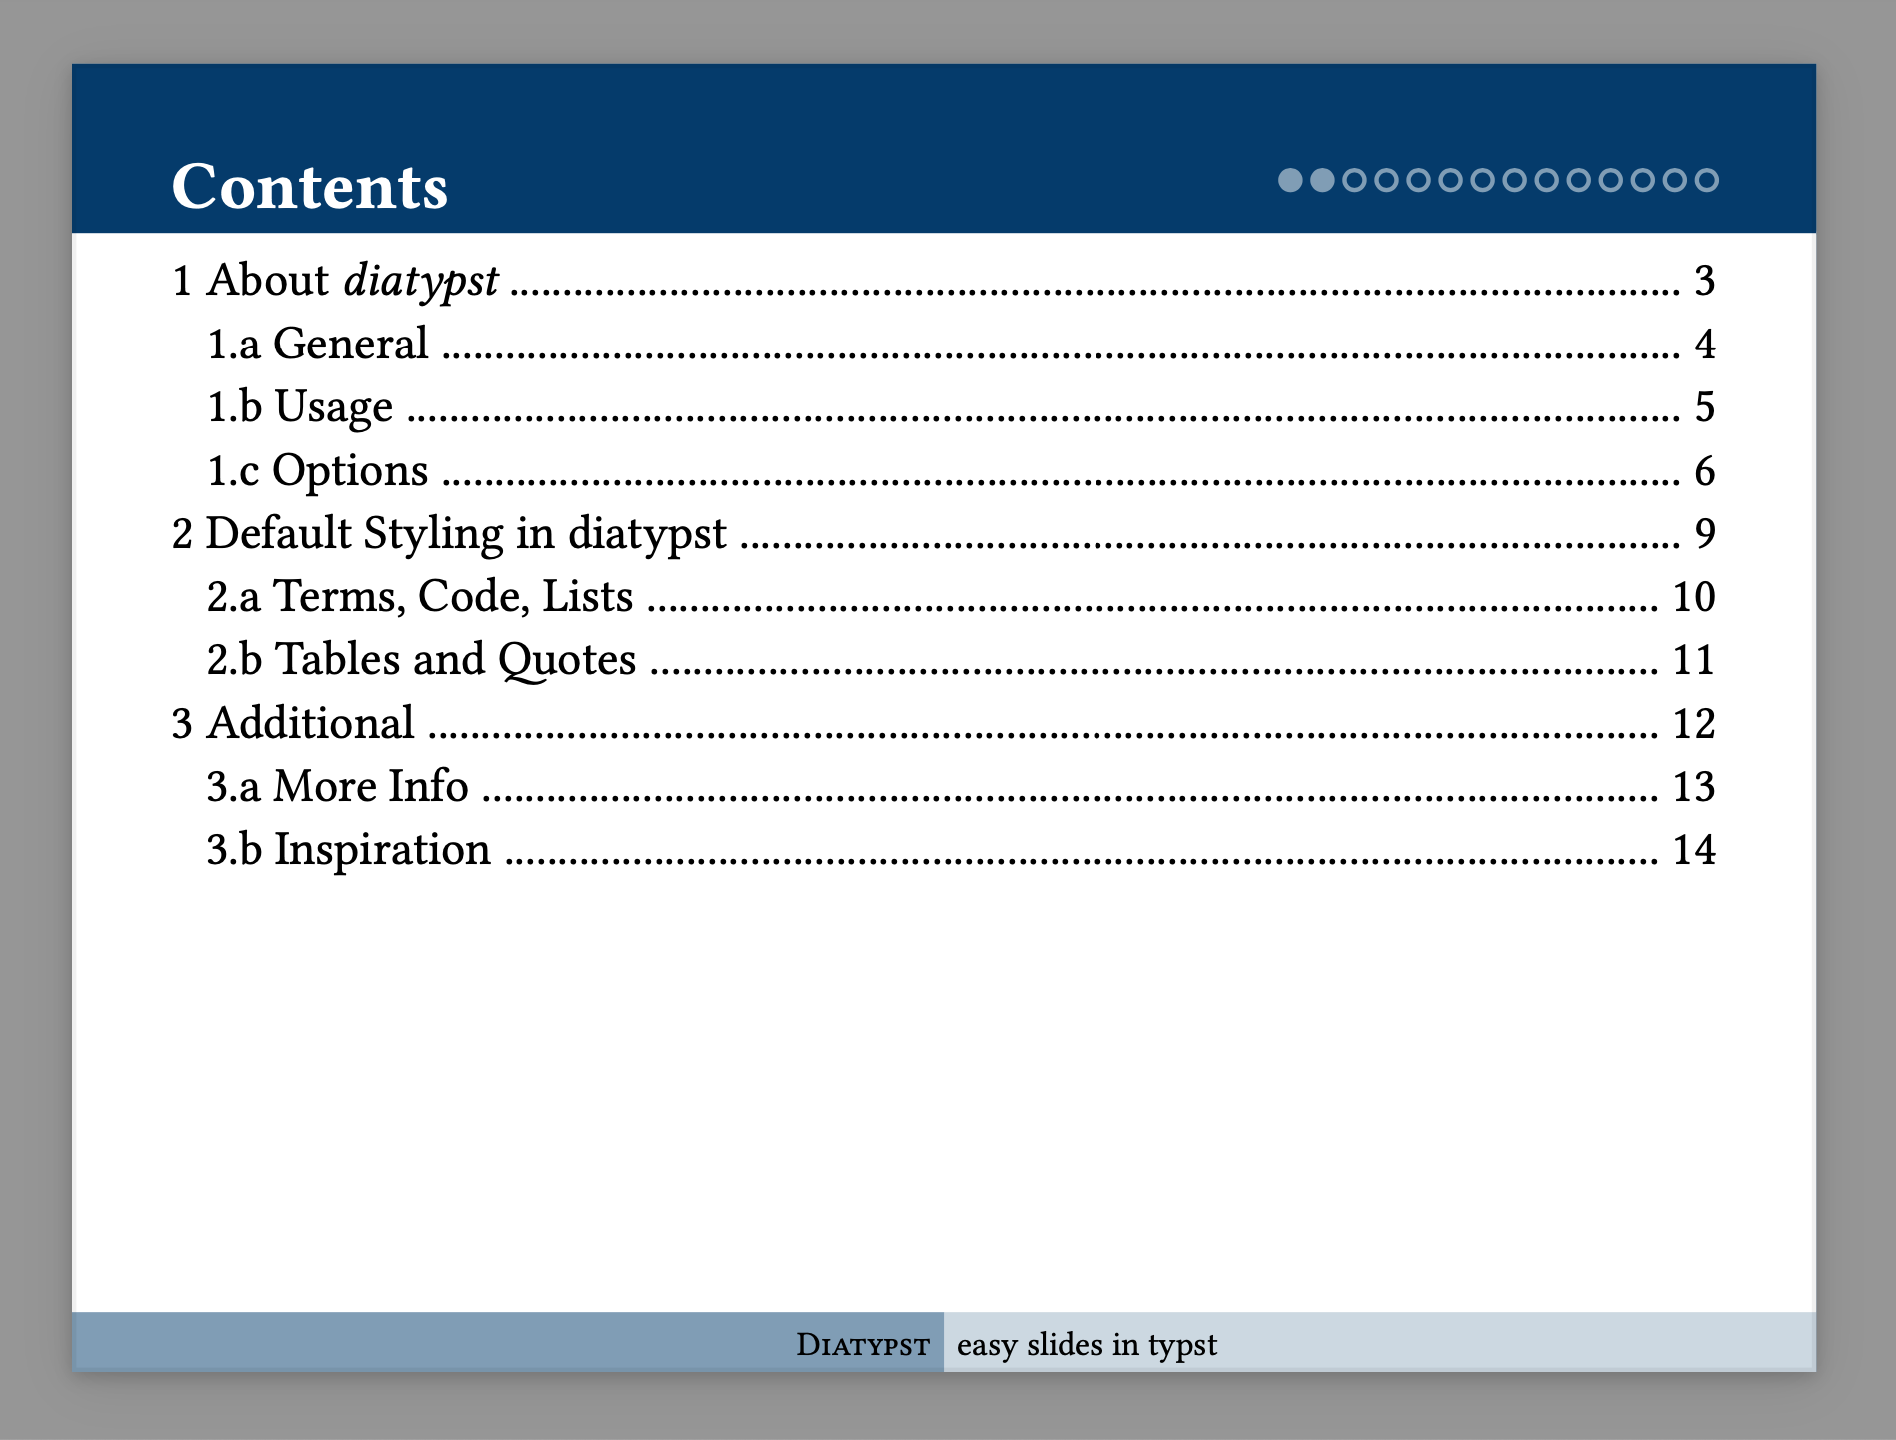 Contents
1 About diatypst ........................................................................................................ 3
1.a General ........................................................................................................ 4
1.b Usage ........................................................................................................ 5
1.c Options ........................................................................................................ 6
2 Default Styling in diatypst ........................................................................................ 9
2.a Terms, Code, Lists ........................................................................................ 10
2.b Tables and Quotes ........................................................................................ 11
3 Additional ........................................................................................................ 12
3.a More Info ........................................................................................................ 13
3.b Inspiration ........................................................................................................ 14
DIATYPST easy slides in typst